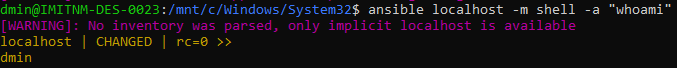 dmin@IMITNM-DES-0023:/mnt/c/Windows/System32$ ansible localhost -m shell -a "whoami"
[WARNING]: No inventory was parsed, only implicit localhost is available
localhost | CHANGED | rc=0 >>
dmin